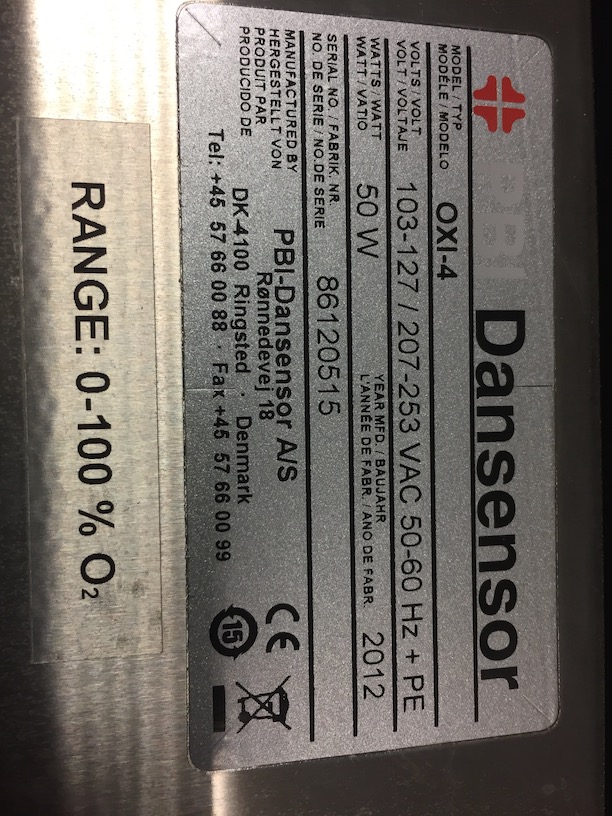 Dansensor
MODEL / TYP
MODÈLE / MODELO
OXI-4
VOLTS / VOLT
VOLT / VOLTAJE
103-127 / 207-253 VAC 50-60 Hz + PE
WATTS / WATT
WATT / VATIO
50 W
YEAR MFD. / BAUJAHR
L'ANNÉE DE FABR. / ANO DE FABR
2012
SERIAL NO. / FABRIK. NR.
NO. DE SERIE / NO DE SERIE
86120515
MANUFACTURED BY
HERGESTELLT VON
PRODUIT PAR
PRODUCIDO DE
PBI-Dansensor A/S
Rønnedevej 18
DK-4100 Ringsted · Denmark
Tel: +45 57 66 00 88 · Fax +45 57 66 00 99
CE
15
RANGE: 0-100 % O₂